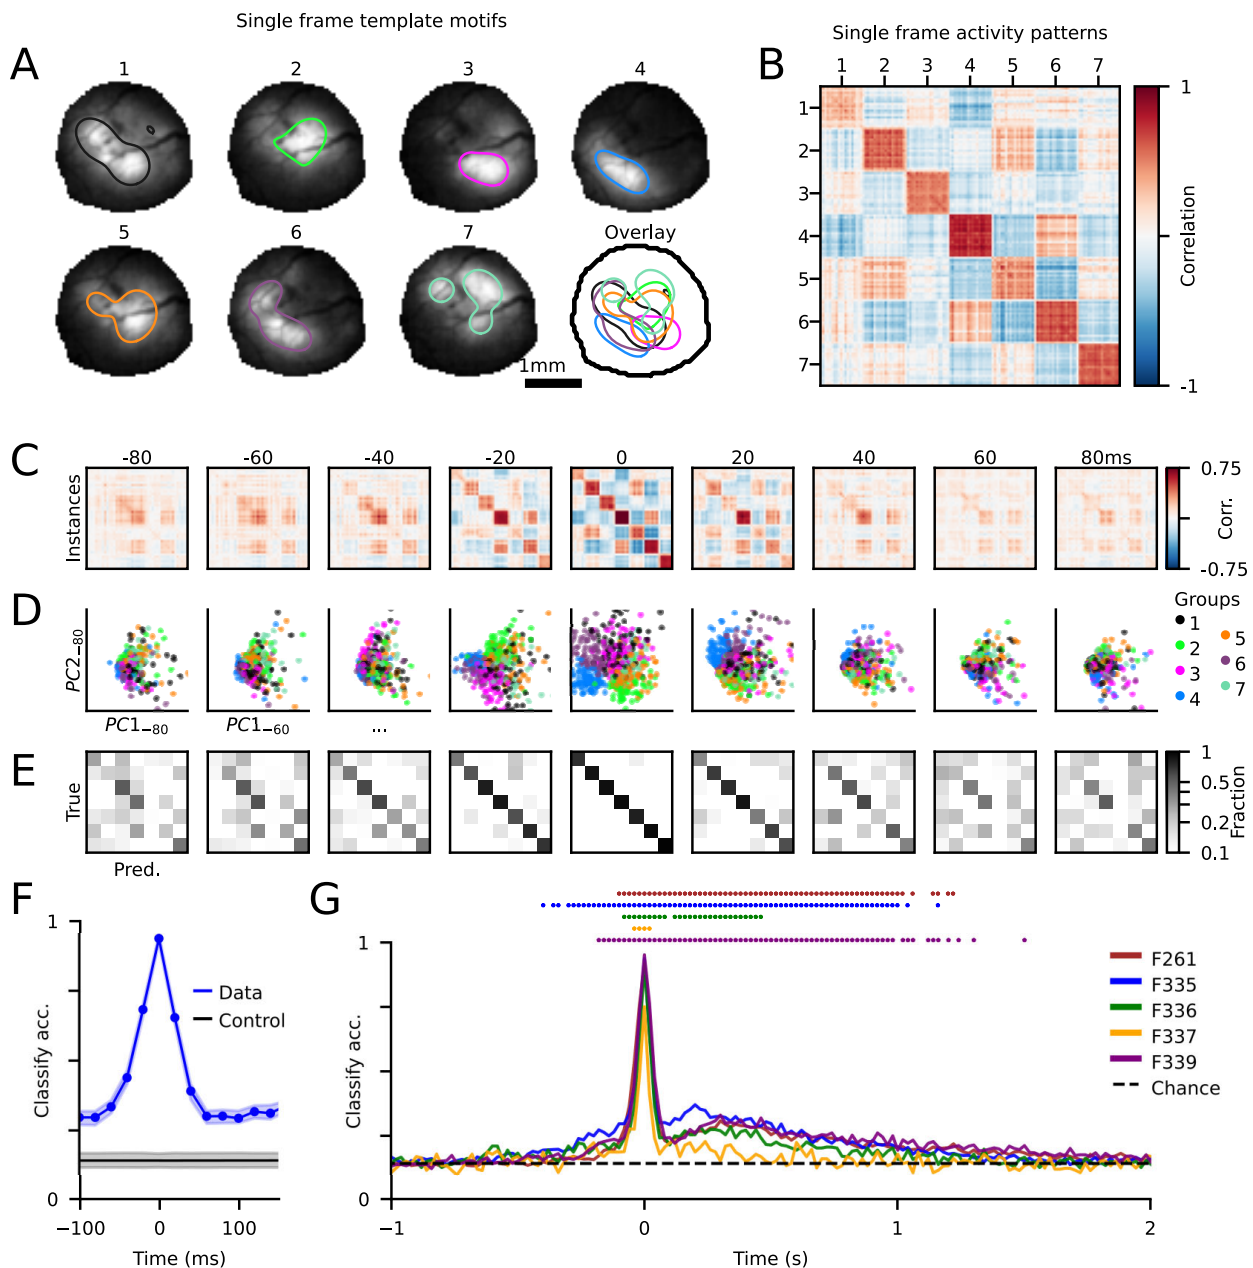 Single frame template motifs
A
1
2
3
4
5
6
7
Overlay
1mm
Single frame activity patterns
B
1 2 3 4 5 6 7
1
2
3
4
5
6
7
1
-1
Correlation
C
-80 -60 -40 -20 0 20 40 60 80ms
Instances
0.75
-0.75
Corr.
D
PC2−80
PC1−80
PC1−60
...
Groups
1
2
3
4
5
6
7
E
True
Pred.
1
0.5
0.2
0.1
Fraction
F
1
0
Classify acc.
Data
Control
−100 0 100
Time (ms)
G
1
0
Classify acc.
F261
F335
F336
F337
F339
Chance
−1 0 1 2
Time (s)